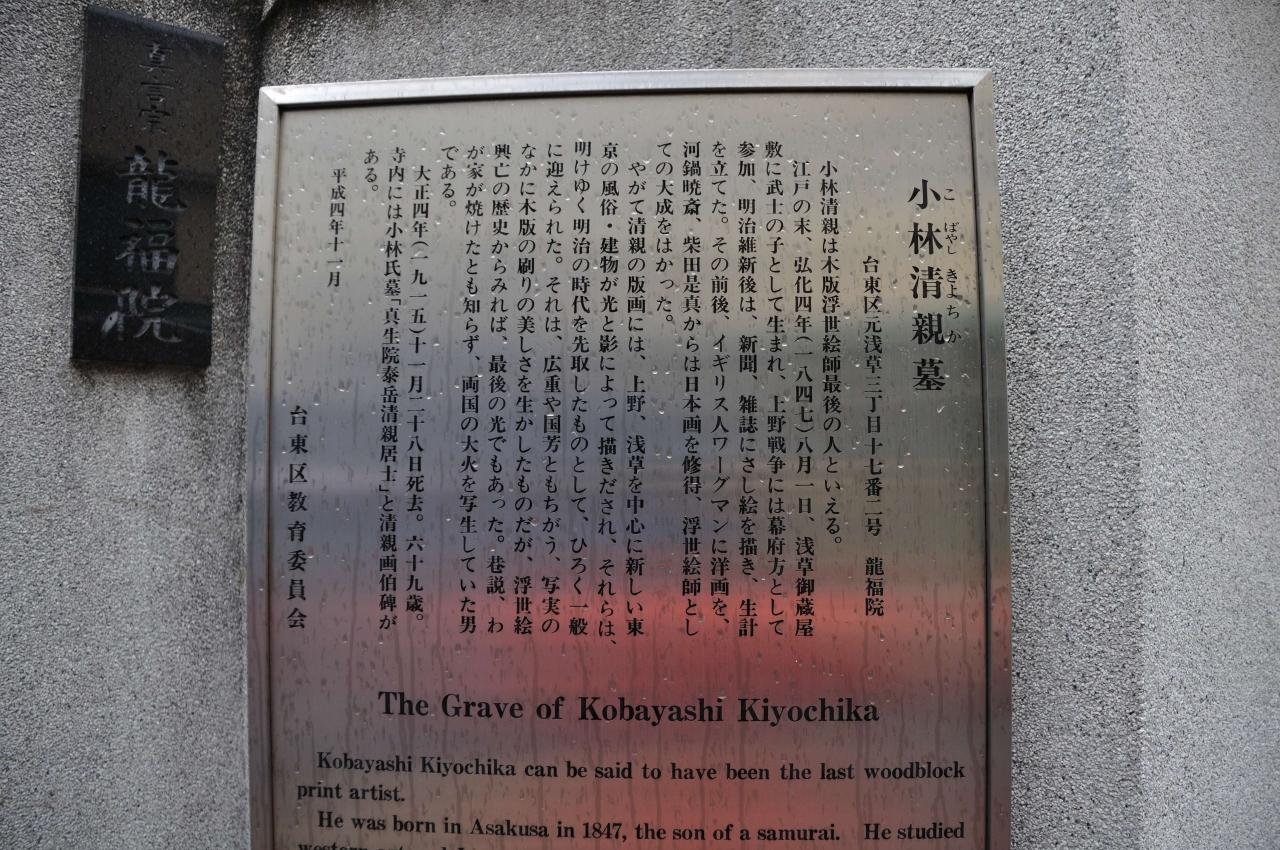 真言宗
龍福院
小林清親墓
こばやしきよちか
台東区元浅草三丁目十七番二号　龍福院
小林清親は木版浮世絵師最後の人といえる。
江戸の末、弘化四年(一八四七)八月一日、浅草御蔵屋
敷に武士の子として生まれ、上野戦争には幕府方として
参加、明治維新後は、新聞、雑誌にさし絵を描き、生計
を立てた。その前後、イギリス人ワーグマンに洋画を、
河鍋暁斎、柴田是真からは日本画を修得、浮世絵師とし
ての大成をはかった。
やがて清親の版画には、上野、浅草を中心に新しい東
京の風俗・建物が光と影によって描きだされ、それらは、
明けゆく明治の時代を先取したものとして、ひろく一般
に迎えられた。それは、広重や国芳ともちがう、写実の
なかに木版の刷りの美しさを生かしたものだが、浮世絵
興亡の歴史からみれば、最後の光でもあった。巷説、わ
が家が焼けたとも知らず、両国の大火を写生していた男
である。
大正四年(一九一五)十一月二十八日死去。六十九歳。
寺内には小林氏墓「真生院泰岳清親居士」と清親画伯碑が
ある。
平成四年十一月
台東区教育委員会
The Grave of Kobayashi Kiyochika
Kobayashi Kiyochika can be said to have been the last woodblock
print artist.
He was born in Asakusa in 1847, the son of a samurai. He studied
western